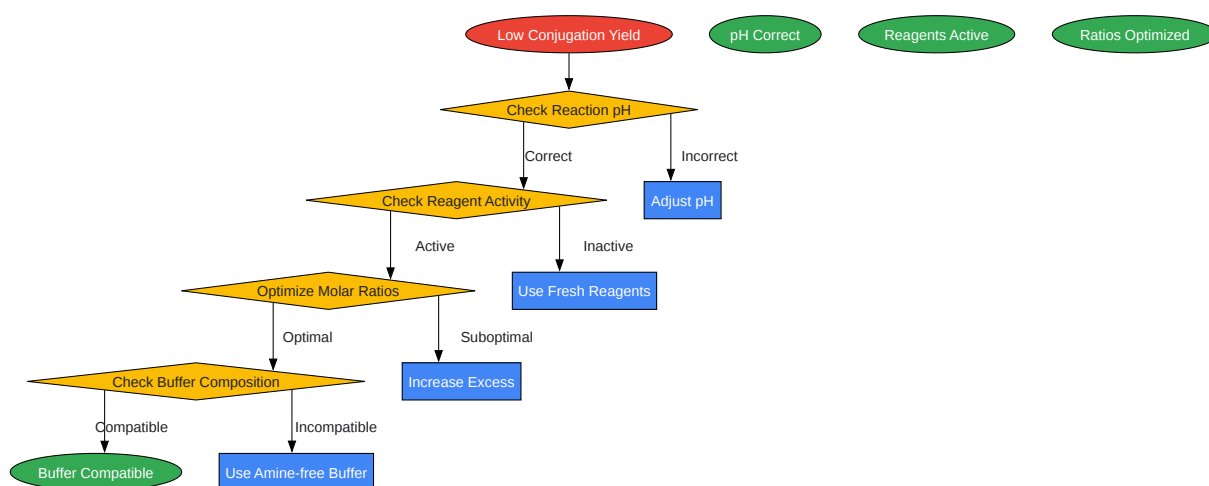 Low Conjugation Yield
pH Correct
Reagents Active
Ratios Optimized
Check Reaction pH
Correct
Incorrect
Check Reagent Activity
Adjust pH
Active
Inactive
Optimize Molar Ratios
Use Fresh Reagents
Optimal
Suboptimal
Check Buffer Composition
Increase Excess
Compatible
Incompatible
Buffer Compatible
Use Amine-free Buffer